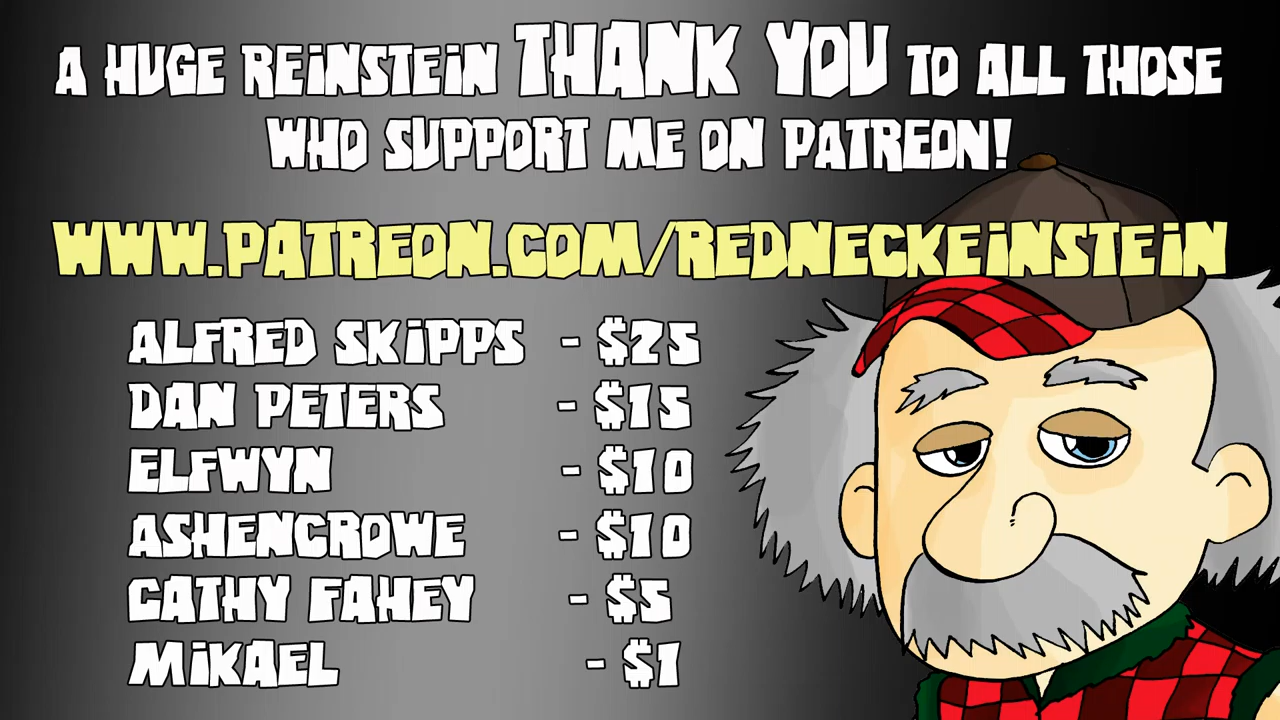 A HUGE REiNSTEiN THANK YOU TO ALL THOSE
WHO SUPPORT ME ON PATREON!
WWW.PATREON.COM/REDNECKEiNSTEiN
ALFRED SKiPPS - $25
DAN PETERS - $15
ELFWYN - $10
ASHENCROWE - $10
CATHY FAHEY - $5
MiKAEL - $1